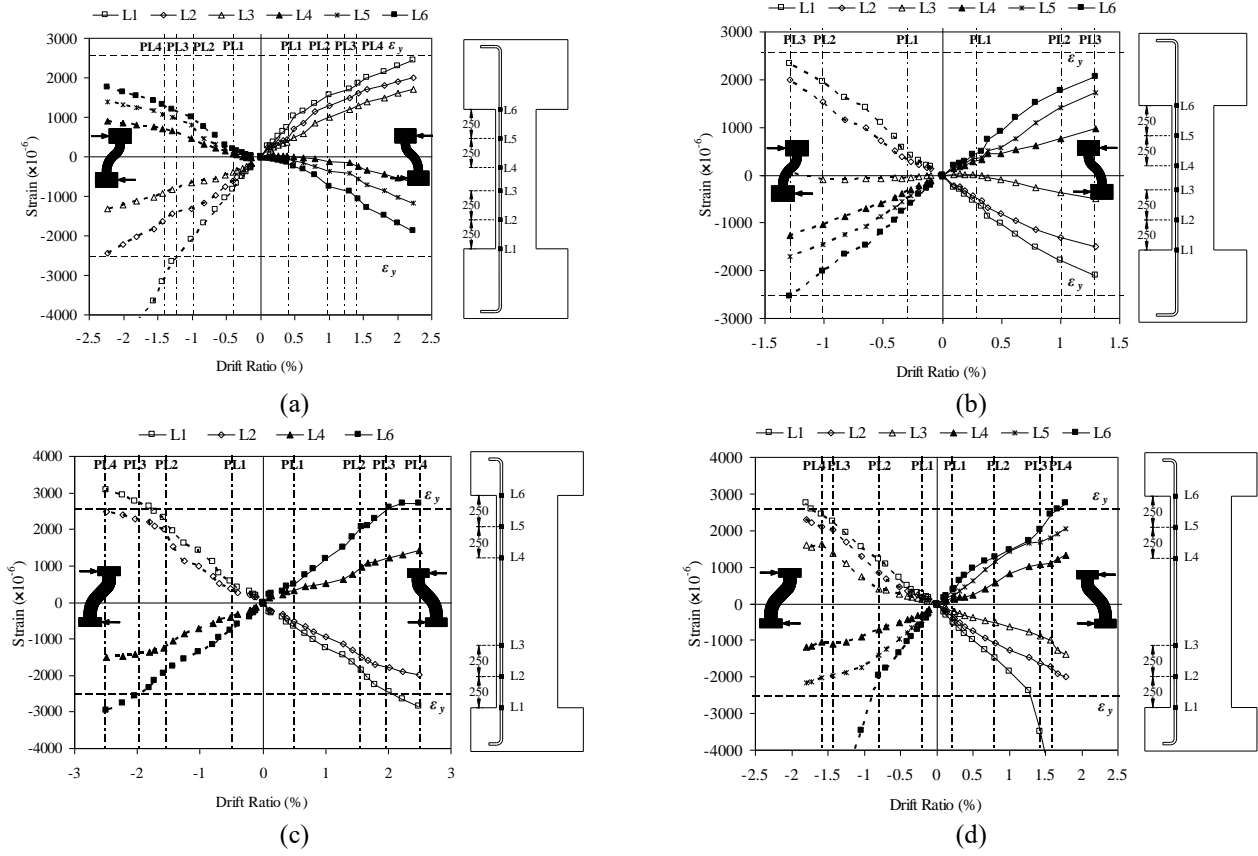 L1 L2 L3 L4 L5 L6
PL4 PL3 PL2 PL1 PL1 PL2 PL3 PL4 εy
3000
2000
1000
0
1000
2000
-3000
-4000
Strain (×10-6)
εy
-2.5 -2 -1.5 -1 -0.5 0 0.5 1 1.5 2 2.5
Drift Ratio (%)
L6
250
L5
250
L4
L3
250
L2
250
L1
(a)
L1 L2 L3 L4 L5 L6
PL3 PL2 PL1 PL1 PL2 PL3
εy
3000
2000
1000
0
-1000
-2000
-3000
Strain (×10-6)
εy
-1.5 -1 -0.5 0 0.5 1 1.5
Drift Ratio (%)
L6
250
L5
250
L4
L3
250
L2
250
L1
(b)
L1 L2 L4 L6
PL4 PL3 PL2 PL1 PL1 PL2 PL3 PL4
εy
4000
3000
2000
1000
0
-1000
-2000
-3000
-4000
Strain (×10-6)
εy
-3 -2 -1 0 1 2 3
Drift Ratio (%)
L6
250
L5
250
L4
L3
250
L2
250
L1
(c)
L1 L2 L3 L4 L5 L6
PL4 PL3 PL2 PL1 PL1 PL2 PL3 PL4
εy
4000
3000
2000
1000
0
-1000
-2000
-3000
-4000
Strain (×10-6)
εy
-2.5 -2 -1.5 -1 -0.5 0 0.5 1 1.5 2 2.5
Drift Ratio (%)
L6
250
L5
250
L4
L3
250
L2
250
L1
(d)